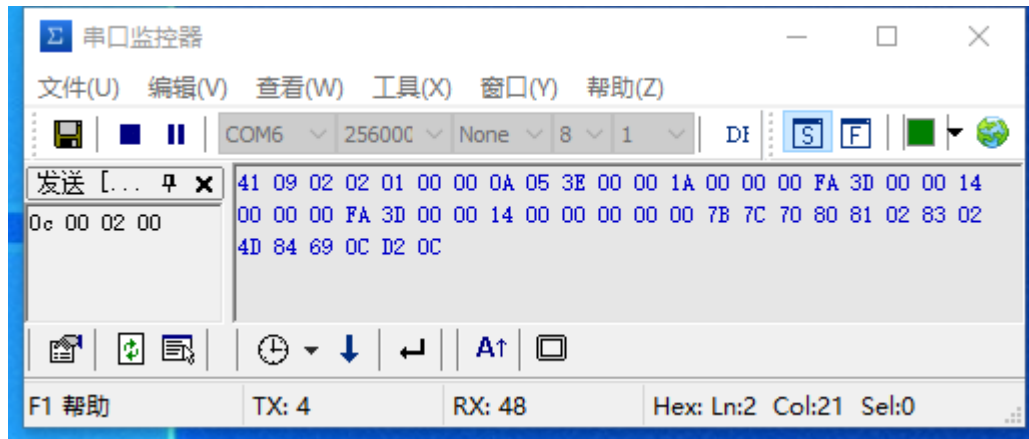 串口监控器
文件(U) 编辑(V) 查看(W) 工具(X) 窗口(Y) 帮助(Z)
COM6 25600C None 8 1 DI S F
发送 [...
41 09 02 02 01 00 00 0A 05 3E 00 00 1A 00 00 00 FA 3D 00 00 14
0c 00 02 00
00 00 00 FA 3D 00 00 14 00 00 00 00 00 7B 7C 70 80 81 02 83 02
4D 84 69 0C D2 0C
A↑
F1 帮助 TX: 4 RX: 48 Hex: Ln:2 Col:21 Sel:0